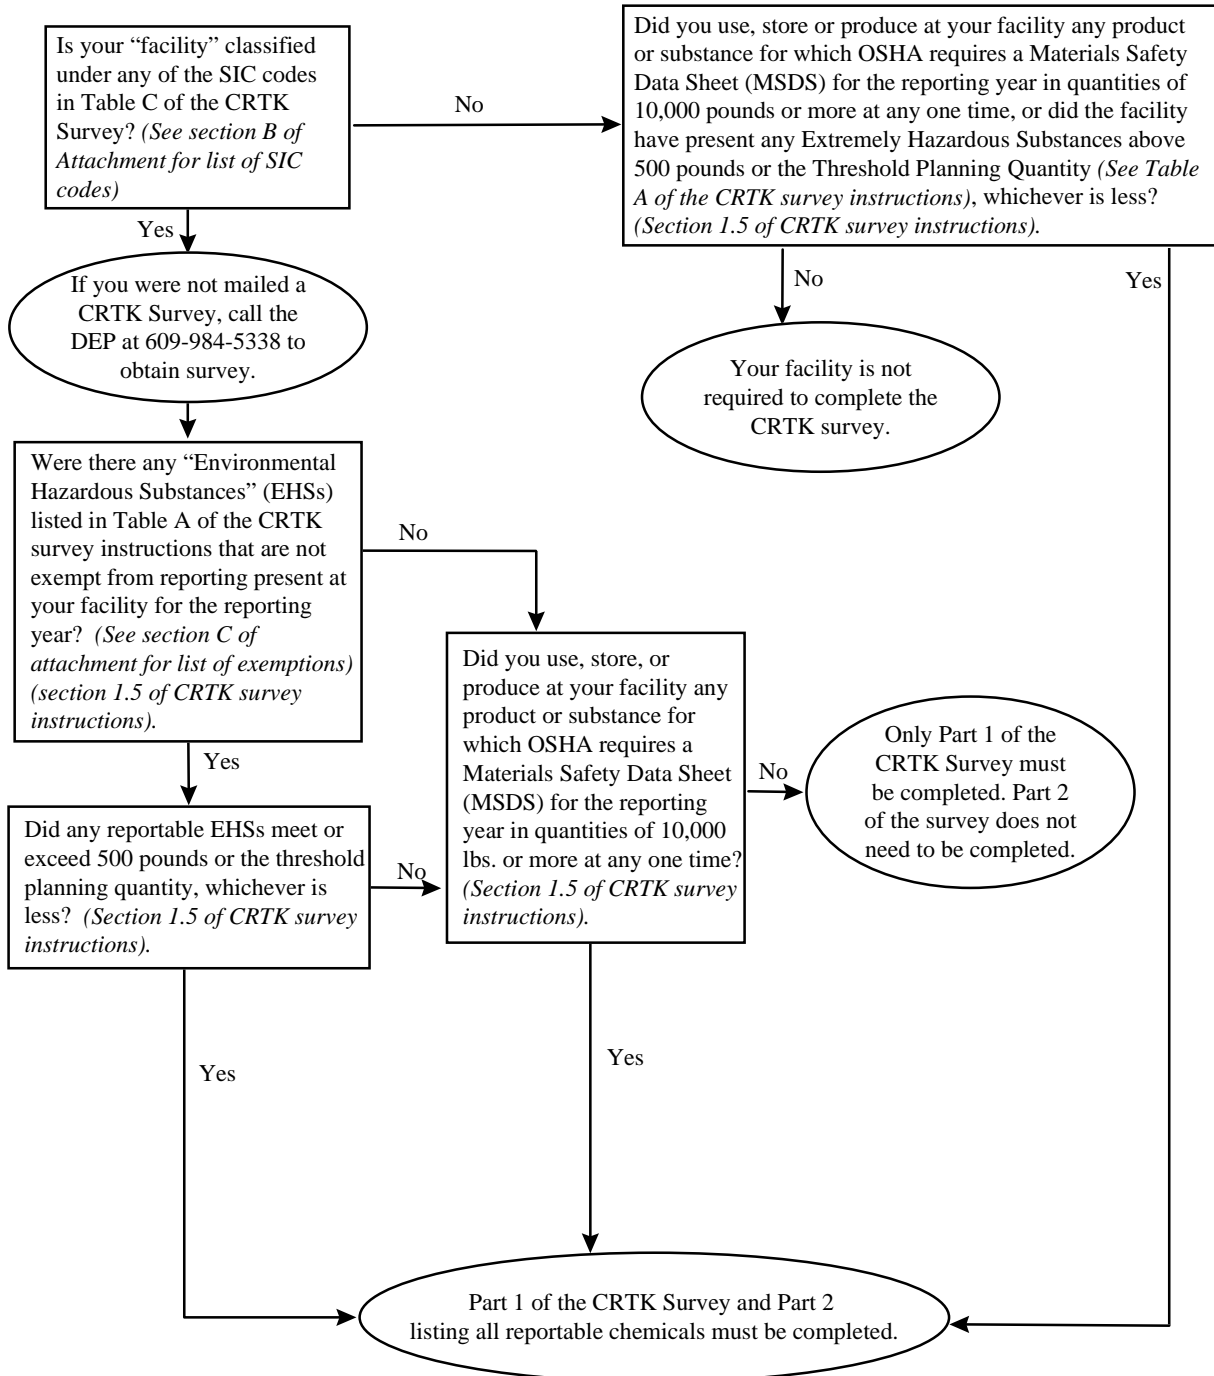 Is your “facility” classified
under any of the SIC codes
in Table C of the CRTK
Survey? (See section B of
Attachment for list of SIC
codes)
No
Did you use, store or produce at your facility any product
or substance for which OSHA requires a Materials Safety
Data Sheet (MSDS) for the reporting year in quantities of
10,000 pounds or more at any one time, or did the facility
have present any Extremely Hazardous Substances above
500 pounds or the Threshold Planning Quantity (See Table
A of the CRTK survey instructions), whichever is less?
(Section 1.5 of CRTK survey instructions).
Yes
No
Yes
If you were not mailed a
CRTK Survey, call the
DEP at 609-984-5338 to
obtain survey.
Your facility is not
required to complete the
CRTK survey.
Were there any “Environmental
Hazardous Substances” (EHSs)
listed in Table A of the CRTK
survey instructions that are not
exempt from reporting present at
your facility for the reporting
year? (See section C of
attachment for list of exemptions)
(section 1.5 of CRTK survey
instructions).
No
Yes
Did you use, store, or
produce at your facility any
product or substance for
which OSHA requires a
Materials Safety Data Sheet
(MSDS) for the reporting
year in quantities of 10,000
lbs. or more at any one time?
(Section 1.5 of CRTK survey
instructions).
No
Only Part 1 of the
CRTK Survey must
be completed. Part 2
of the survey does not
need to be completed.
Did any reportable EHSs meet or
exceed 500 pounds or the threshold
planning quantity, whichever is
less? (Section 1.5 of CRTK survey
instructions).
No
Yes
Yes
Part 1 of the CRTK Survey and Part 2
listing all reportable chemicals must be completed.